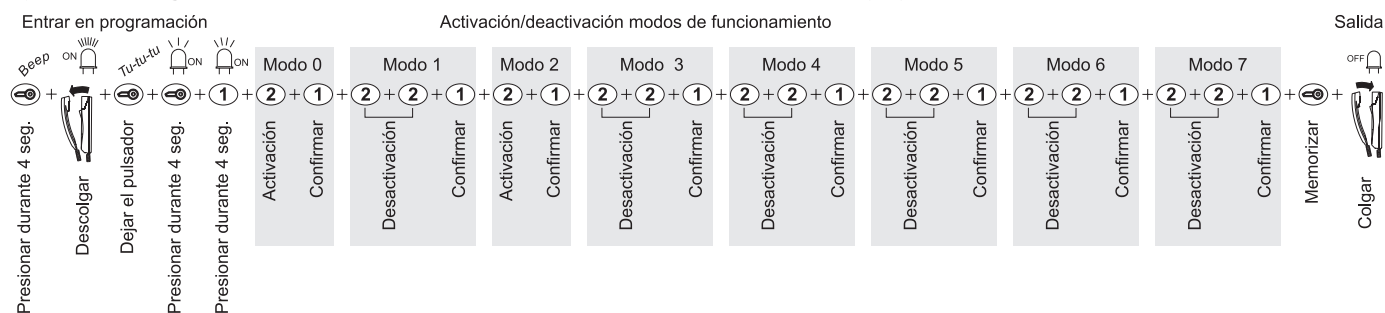 Entrar en programación
Activación/deactivación modos de funcionamiento
Salida
Beep
ON
Tu-tu-tu
ON
ON
OFF
Modo 0
Modo 1
Modo 2
Modo 3
Modo 4
Modo 5
Modo 6
Modo 7
+ + + + 1 + 2 + 1 + 2 + 2 + 1 + 2 + 1 + 2 + 2 + 1 + 2 + 2 + 1 + 2 + 2 + 1 + 2 + 2 + 1 + 2 + 2 + 1 + +
Presionar durante 4 seg.
Descolgar
Dejar el pulsador
Presionar durante 4 seg.
Presionar durante 4 seg.
Activación
Confirmar
Desactivación
Confirmar
Activación
Confirmar
Desactivación
Confirmar
Desactivación
Confirmar
Desactivación
Confirmar
Desactivación
Confirmar
Desactivación
Confirmar
Memorizar
Colgar